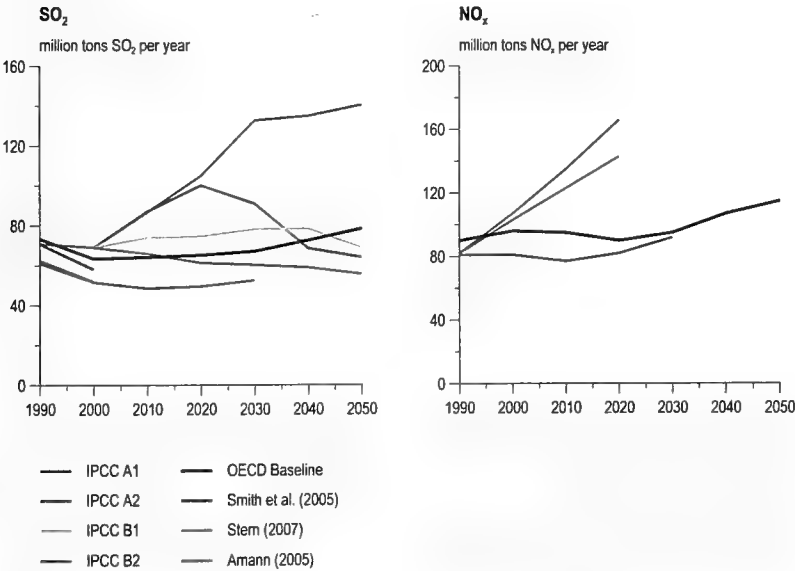 SO₂
million tons SO₂ per year
160
120
80
40
0
1990 2000 2010 2020 2030 2040 2050
NOₓ
million tons NOₓ per year
200
160
120
80
40
0
1990 2000 2010 2020 2030 2040 2050
IPCC A1
IPCC A2
IPCC B1
IPCC B2
OECD Baseline
Smith et al. (2005)
Stern (2007)
Amann (2005)